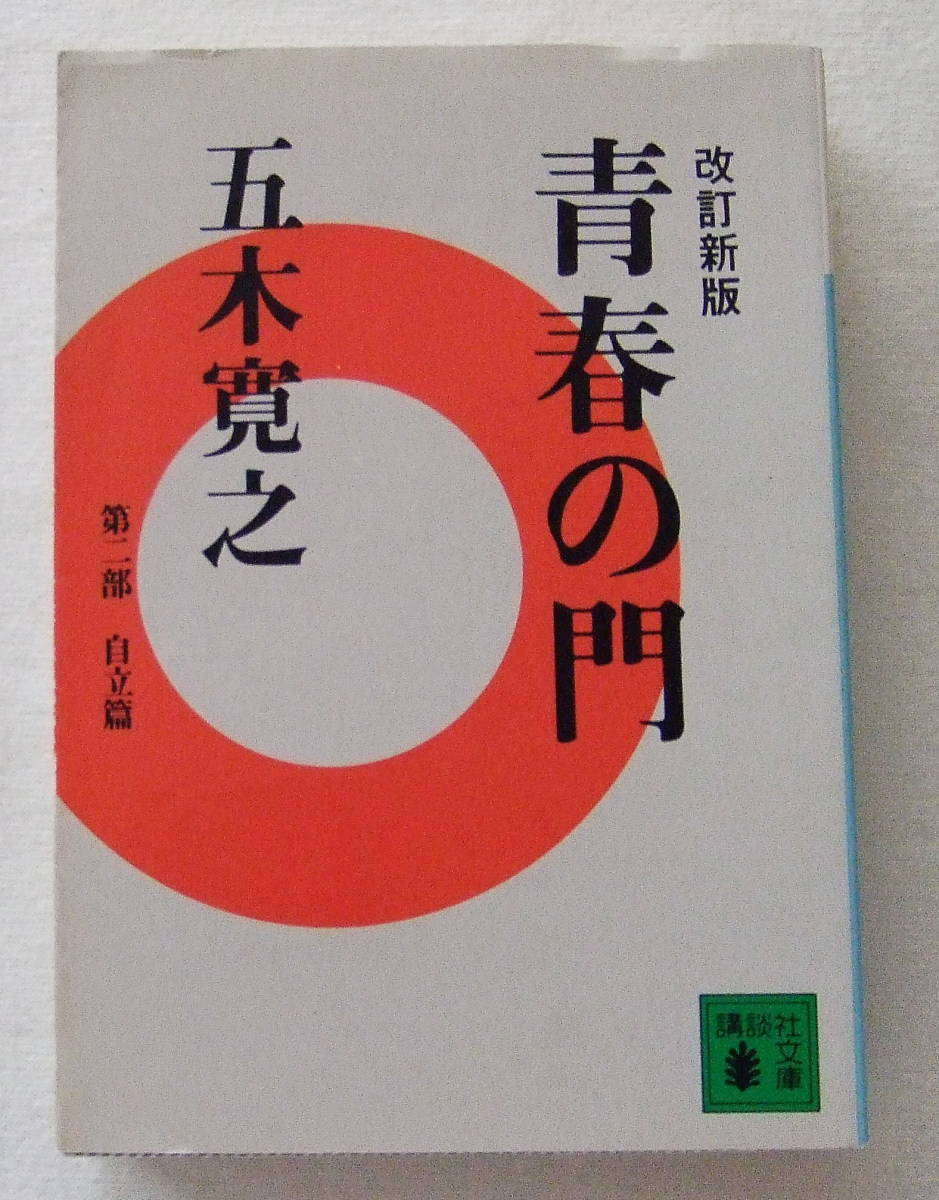 改訂新版
青春の門
五木寛之
第二部 自立篇
講談社文庫